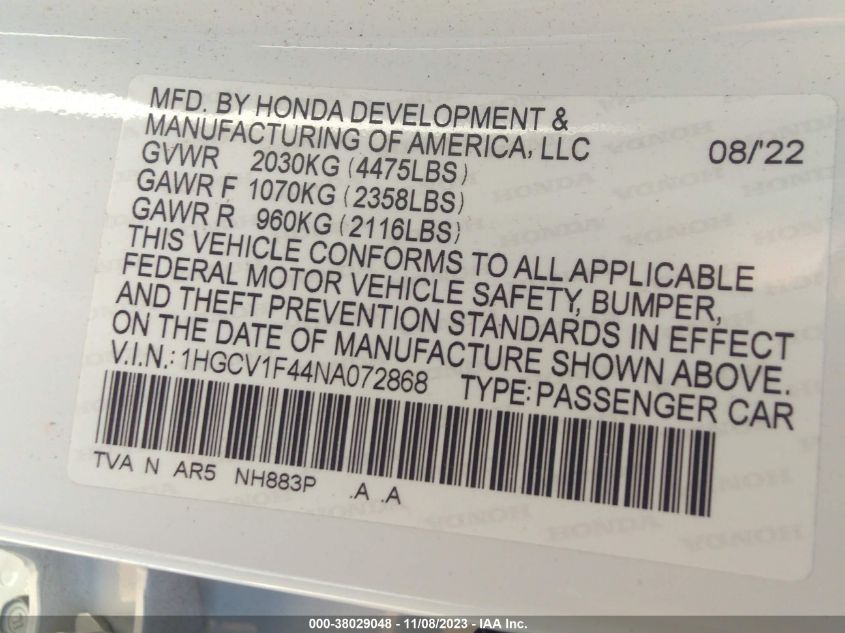 MFD. BY HONDA DEVELOPMENT &
MANUFACTURING OF AMERICA, LLC 08/'22
GVWR 2030KG (4475LBS)
GAWR F 1070KG (2358LBS)
GAWR R 960KG (2116LBS)
THIS VEHICLE CONFORMS TO ALL APPLICABLE
FEDERAL MOTOR VEHICLE SAFETY, BUMPER,
AND THEFT PREVENTION STANDARDS IN EFFECT
ON THE DATE OF MANUFACTURE SHOWN ABOVE.
V.I.N.: 1HGCV1F44NA072868 TYPE: PASSENGER CAR
TVA N AR5 NH883P .A .A
HONDA HONDA HONDA
000-38029048 - 11/08/2023 - IAA Inc.